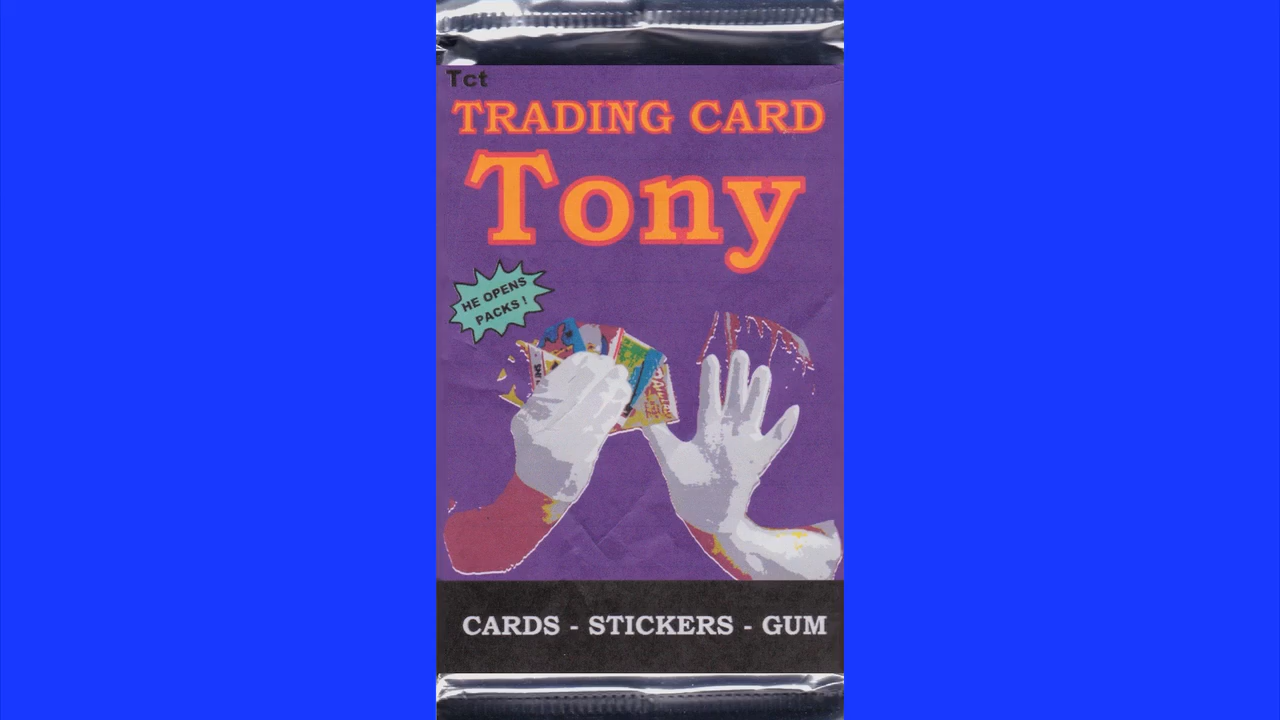 Tct
TRADING CARD
Tony
HE OPENS
PACKS !
CARDS - STICKERS - GUM